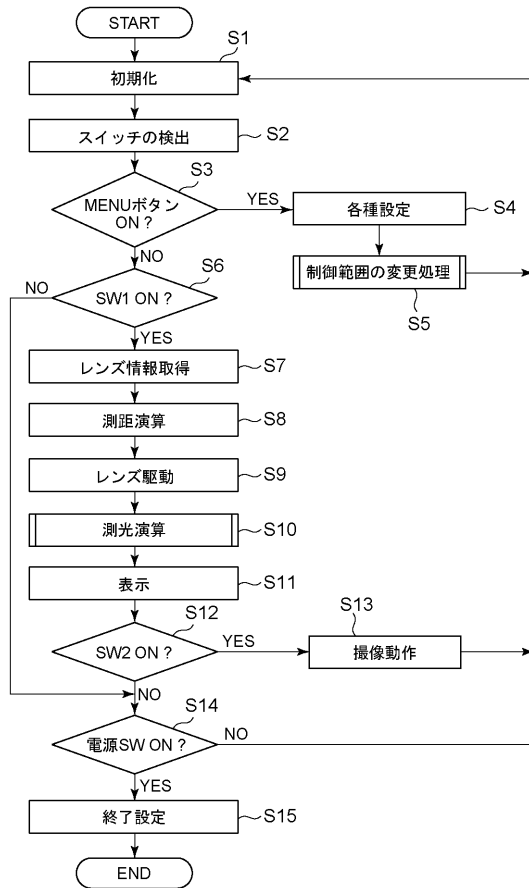 START
S1
初期化
スイッチの検出
S2
S3
MENUボタン
ON？
YES
各種設定
S4
NO
制御範囲の変更処理
S5
S6
NO
SW1 ON？
YES
レンズ情報取得
S7
測距演算
S8
レンズ駆動
S9
測光演算
S10
表示
S11
S12
SW2 ON？
YES
S13
撮像動作
NO
S14
電源SW ON？
NO
YES
終了設定
S15
END